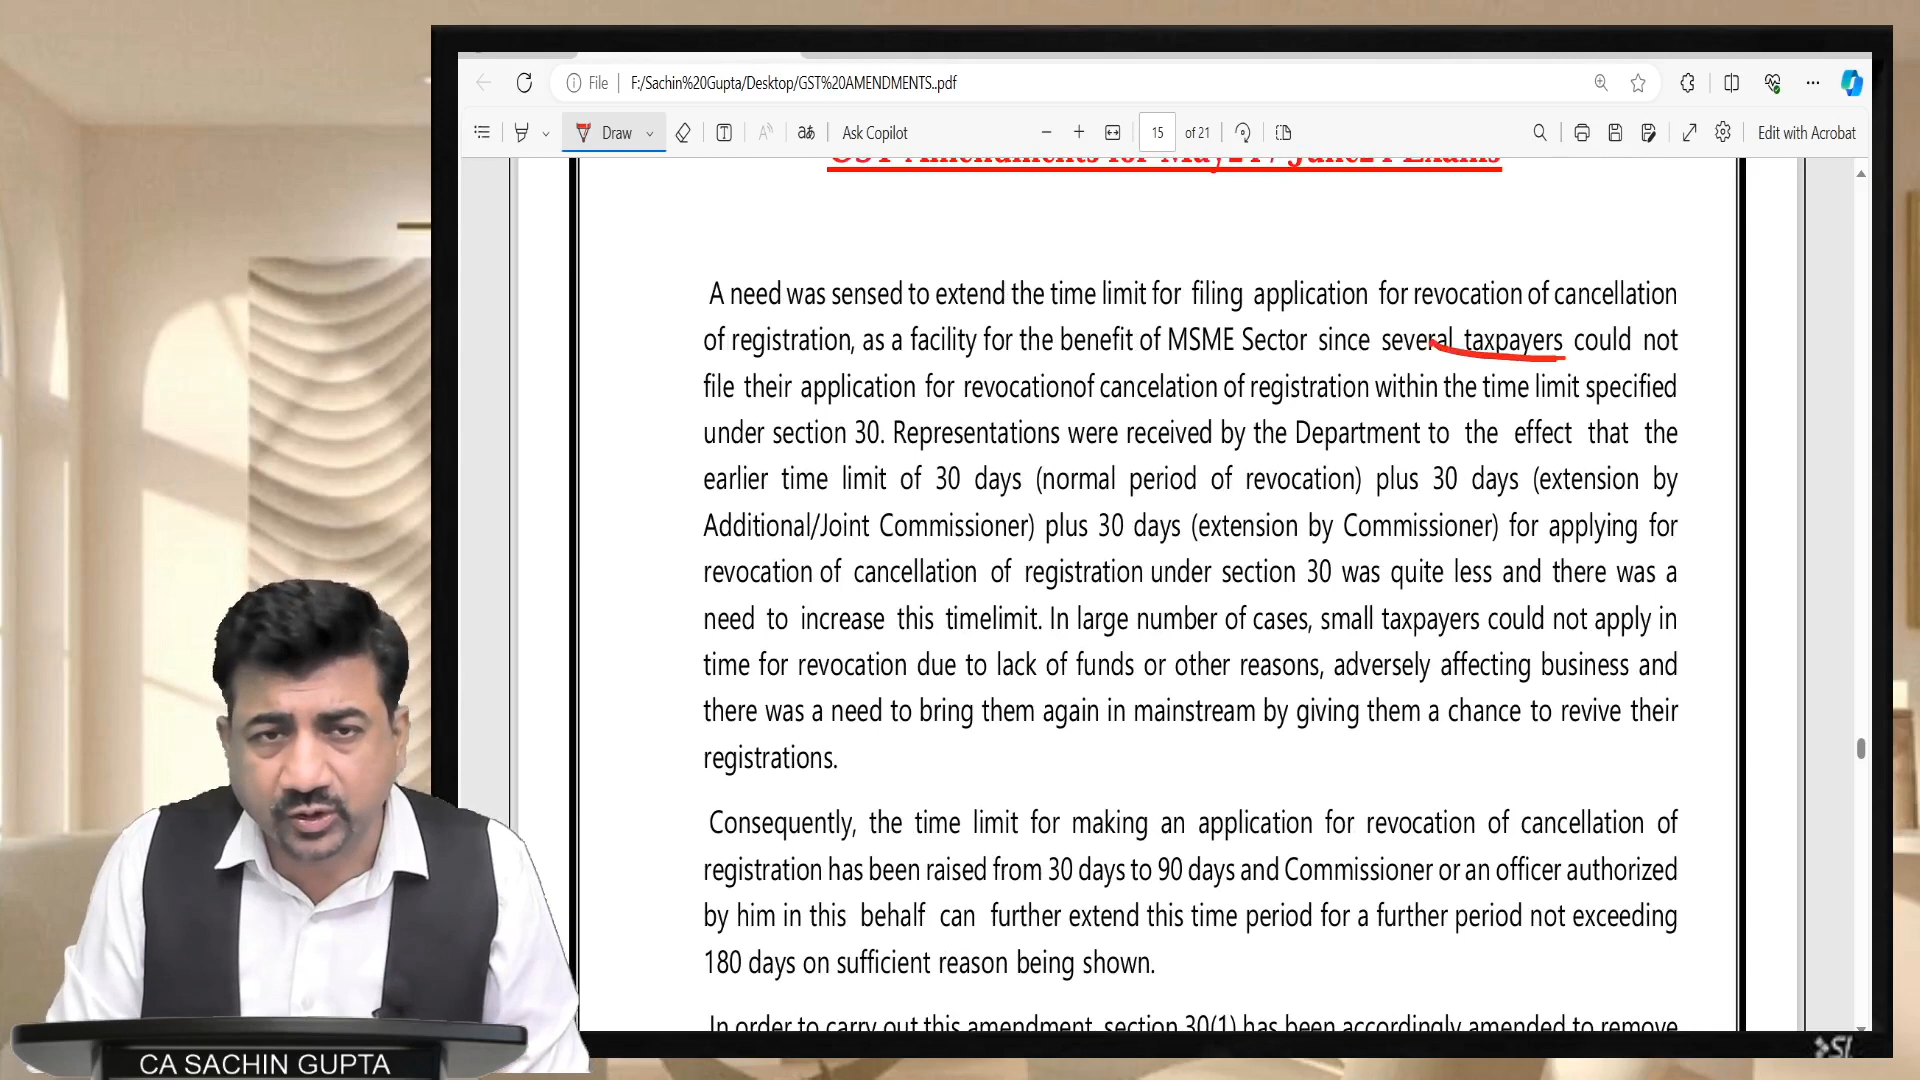 File F:/Sachin%20Gupta/Desktop/GST%20AMENDMENTS..pdf
Draw Ask Copilot 15 of 21 Edit with Acrobat
GST Amendments for May24 / June24 Exams
A need was sensed to extend the time limit for filing application for revocation of cancellation
of registration, as a facility for the benefit of MSME Sector since several taxpayers could not
file their application for revocationof cancelation of registration within the time limit specified
under section 30. Representations were received by the Department to the effect that the
earlier time limit of 30 days (normal period of revocation) plus 30 days (extension by
Additional/Joint Commissioner) plus 30 days (extension by Commissioner) for applying for
revocation of cancellation of registration under section 30 was quite less and there was a
need to increase this timelimit. In large number of cases, small taxpayers could not apply in
time for revocation due to lack of funds or other reasons, adversely affecting business and
there was a need to bring them again in mainstream by giving them a chance to revive their
registrations.
Consequently, the time limit for making an application for revocation of cancellation of
registration has been raised from 30 days to 90 days and Commissioner or an officer authorized
by him in this behalf can further extend this time period for a further period not exceeding
180 days on sufficient reason being shown.
In order to carry out this amendment, section 30(1) has been accordingly amended to remove
CA SACHIN GUPTA